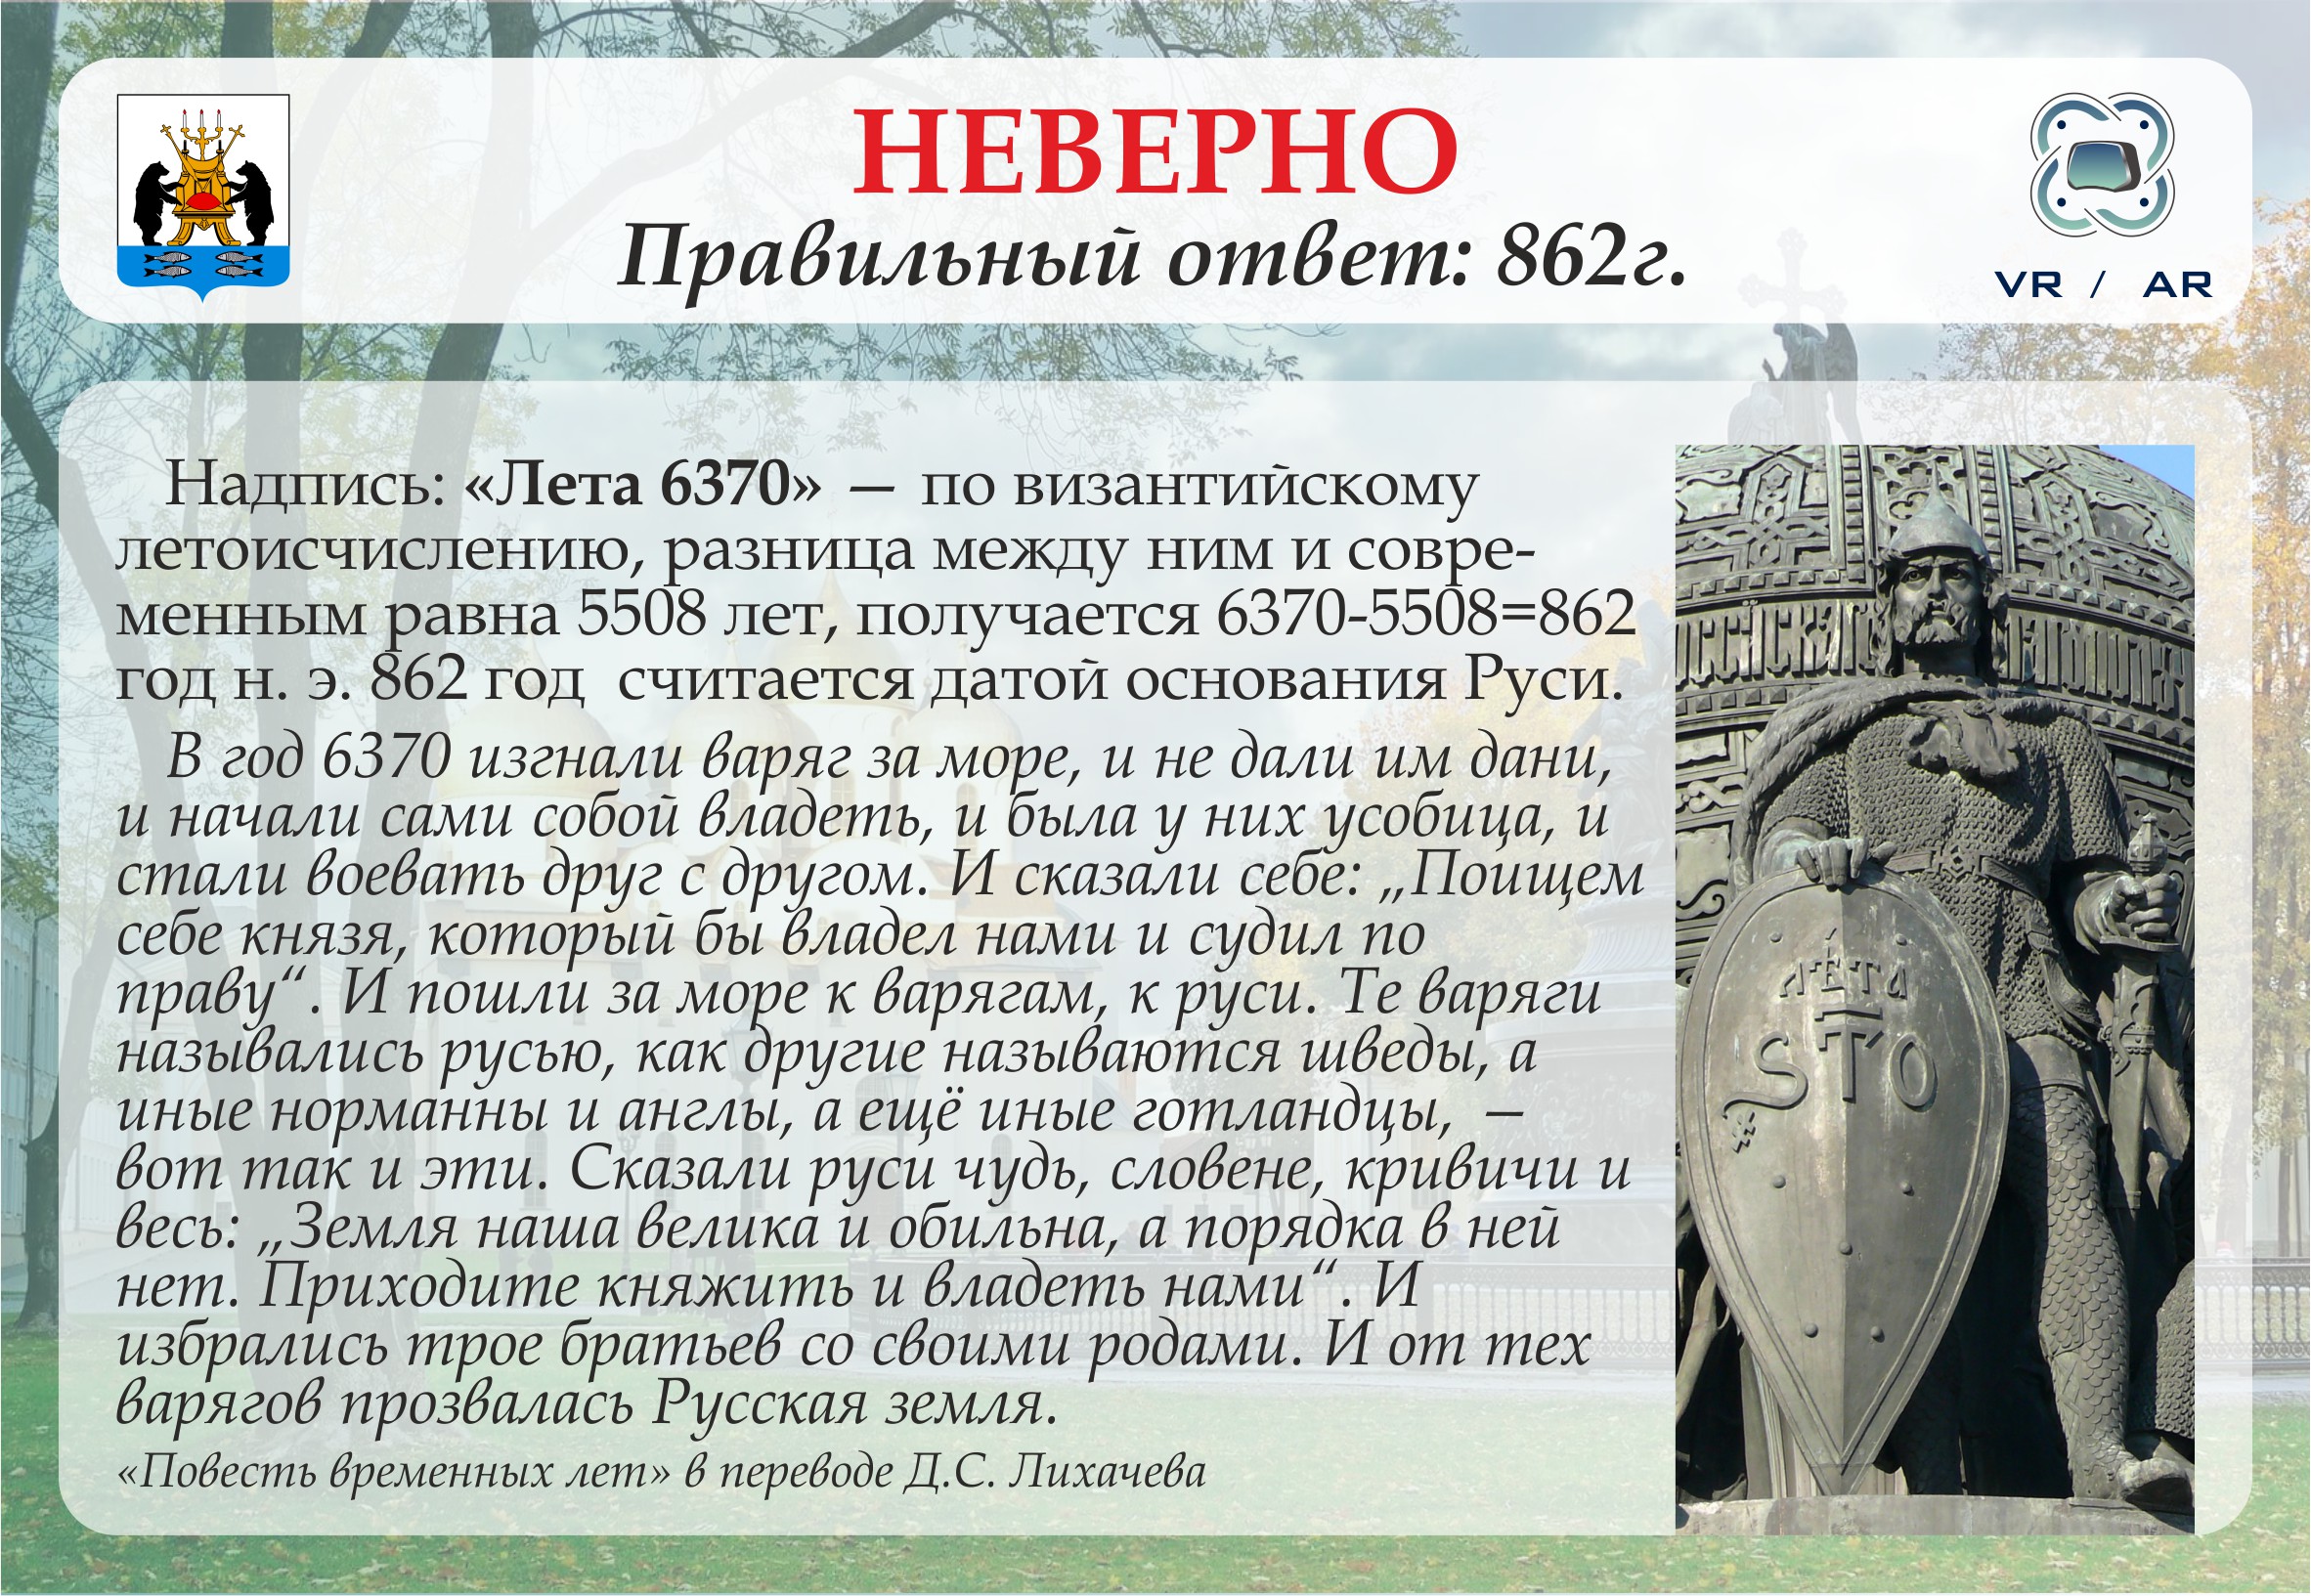 НЕВЕРНО
Правильный ответ: 862г.
VR / AR
Надпись: «Лета 6370» — по византийскому
летоисчислению, разница между ним и совре-
менным равна 5508 лет, получается 6370-5508=862
год н. э. 862 год  считается датой основания Руси.
В год 6370 изгнали варяг за море, и не дали им дани,
и начали сами собой владеть, и была у них усобица, и
стали воевать друг с другом. И сказали себе: „Поищем
себе князя, который бы владел нами и судил по
праву“. И пошли за море к варягам, к руси. Те варяги
назывались русью, как другие называются шведы, а
иные норманны и англы, а ещё иные готландцы, —
вот так и эти. Сказали руси чудь, словене, кривичи и
весь: „Земля наша велика и обильна, а порядка в ней
нет. Приходите княжить и владеть нами“. И
избрались трое братьев со своими родами. И от тех
варягов прозвалась Русская земля.
«Повесть временных лет» в переводе Д.С. Лихачева
лѣта
ѕто